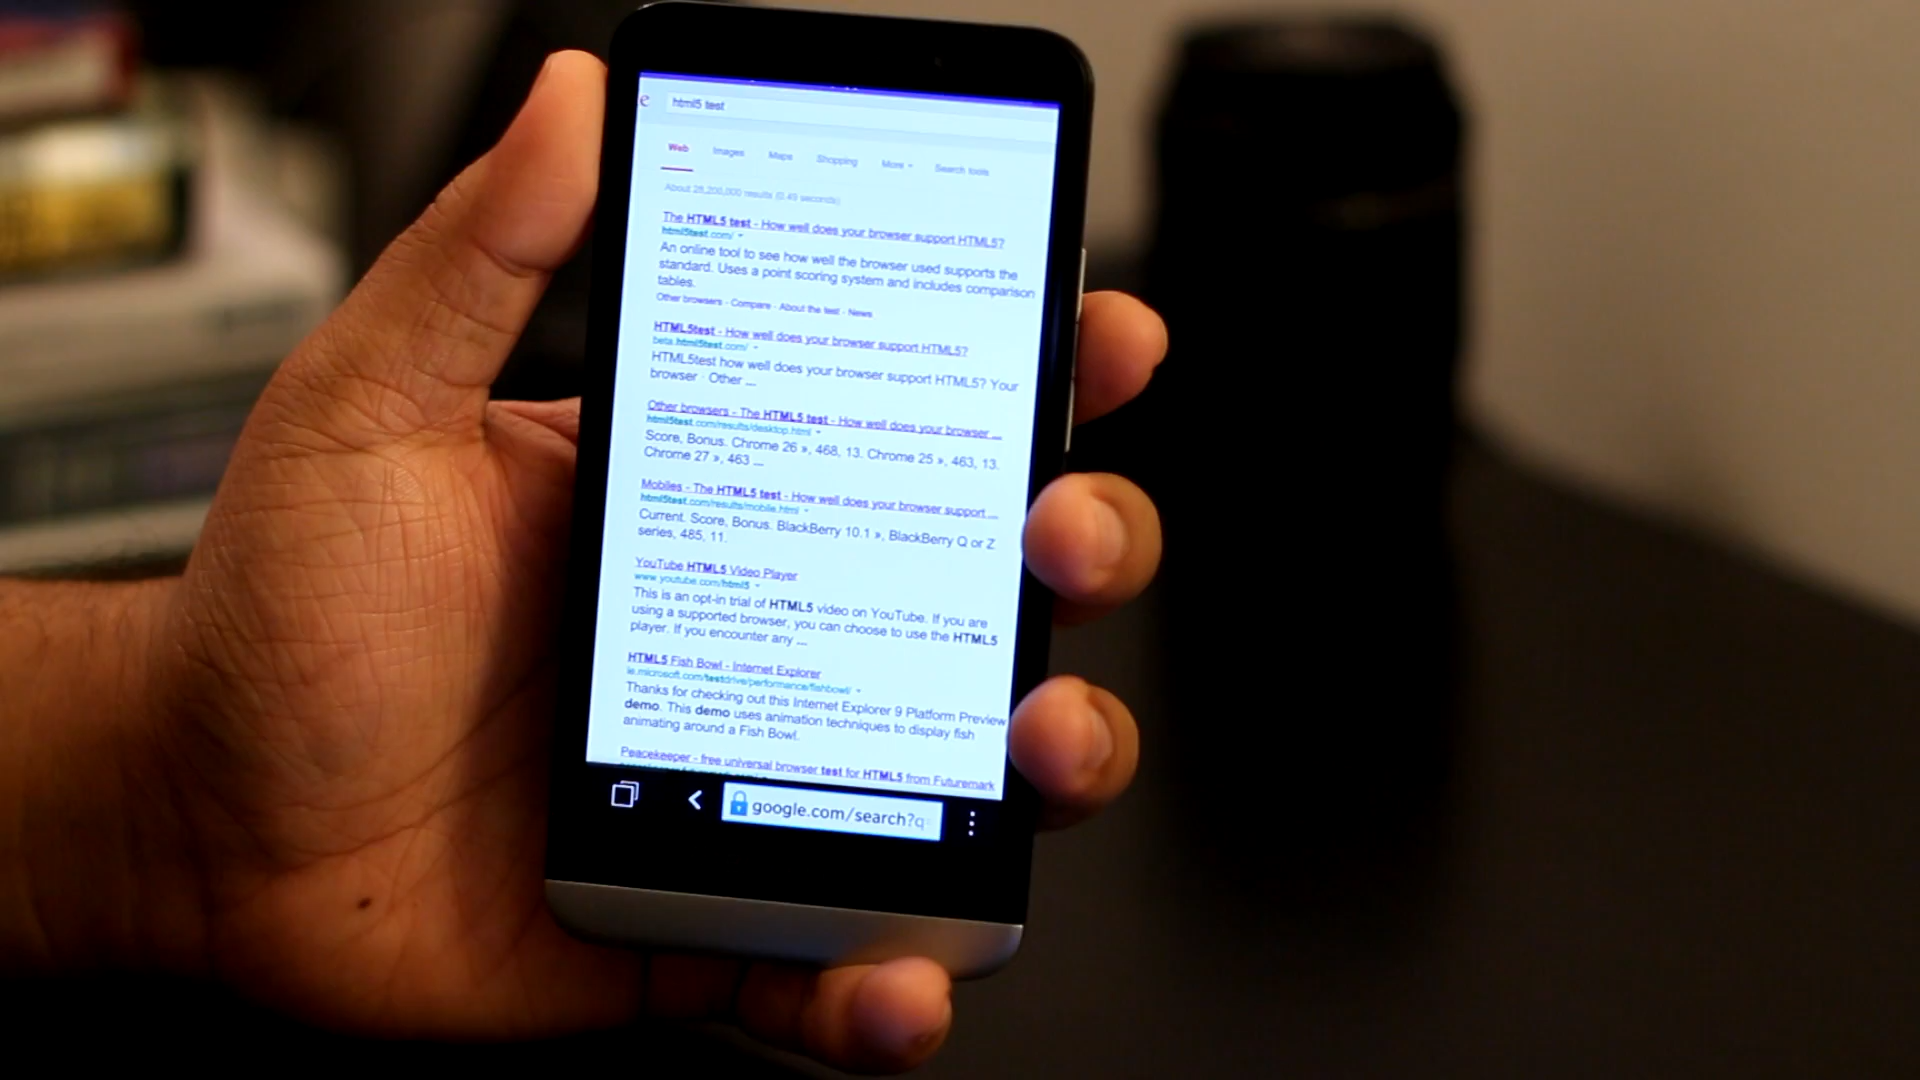 e html5 test
Web Images Maps Shopping More Search tools
About 28,200,000 results (0.49 seconds)
The HTML5 test - How well does your browser support HTML5?
html5test.com/
An online tool to see how well the browser used supports the
standard. Uses a point scoring system and includes comparison
tables.
Other browsers - Compare - About the test - News
HTML5test - How well does your browser support HTML5?
beta.html5test.com/
HTML5test how well does your browser support HTML5? Your
browser · Other ...
Other browsers - The HTML5 test - How well does your browser ...
html5test.com/results/desktop.html
Score, Bonus. Chrome 26 », 468, 13. Chrome 25 », 463, 13.
Chrome 27 », 463 ...
Mobiles - The HTML5 test - How well does your browser support ...
html5test.com/results/mobile.html
Current. Score, Bonus. BlackBerry 10.1 », BlackBerry Q or Z
series, 485, 11.
YouTube HTML5 Video Player
www.youtube.com/html5
This is an opt-in trial of HTML5 video on YouTube. If you are
using a supported browser, you can choose to use the HTML5
player. If you encounter any ...
HTML5 Fish Bowl - Internet Explorer
ie.microsoft.com/testdrive/performance/fishbowl/
Thanks for checking out this Internet Explorer 9 Platform Preview
demo. This demo uses animation techniques to display fish
animating around a Fish Bowl.
Peacekeeper - free universal browser test for HTML5 from Futuremark
google.com/search?q=